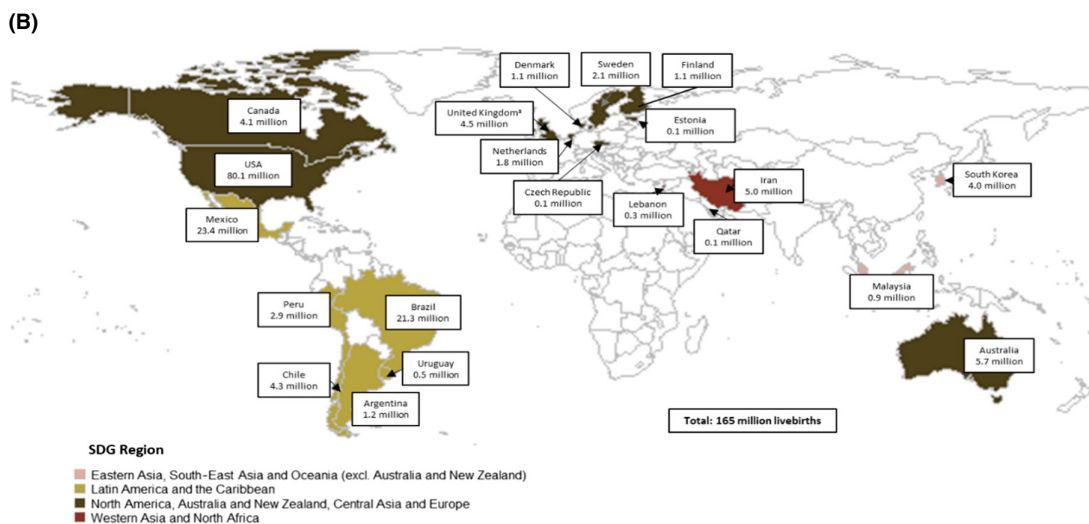 (B)
Denmark
1.1 million
Sweden
2.1 million
Finland
1.1 million
Canada
4.1 million
United Kingdomª
4.5 million
Estonia
0.1 million
Netherlands
1.8 million
USA
80.1 million
Czech Republic
0.1 million
Iran
5.0 million
South Korea
4.0 million
Lebanon
0.3 million
Mexico
23.4 million
Qatar
0.1 million
Malaysia
0.9 million
Peru
2.9 million
Brazil
21.3 million
Uruguay
0.5 million
Australia
5.7 million
Chile
4.3 million
Argentina
1.2 million
Total: 165 million livebirths
SDG Region
Eastern Asia, South-East Asia and Oceania (excl. Australia and New Zealand)
Latin America and the Caribbean
North America, Australia and New Zealand, Central Asia and Europe
Western Asia and North Africa